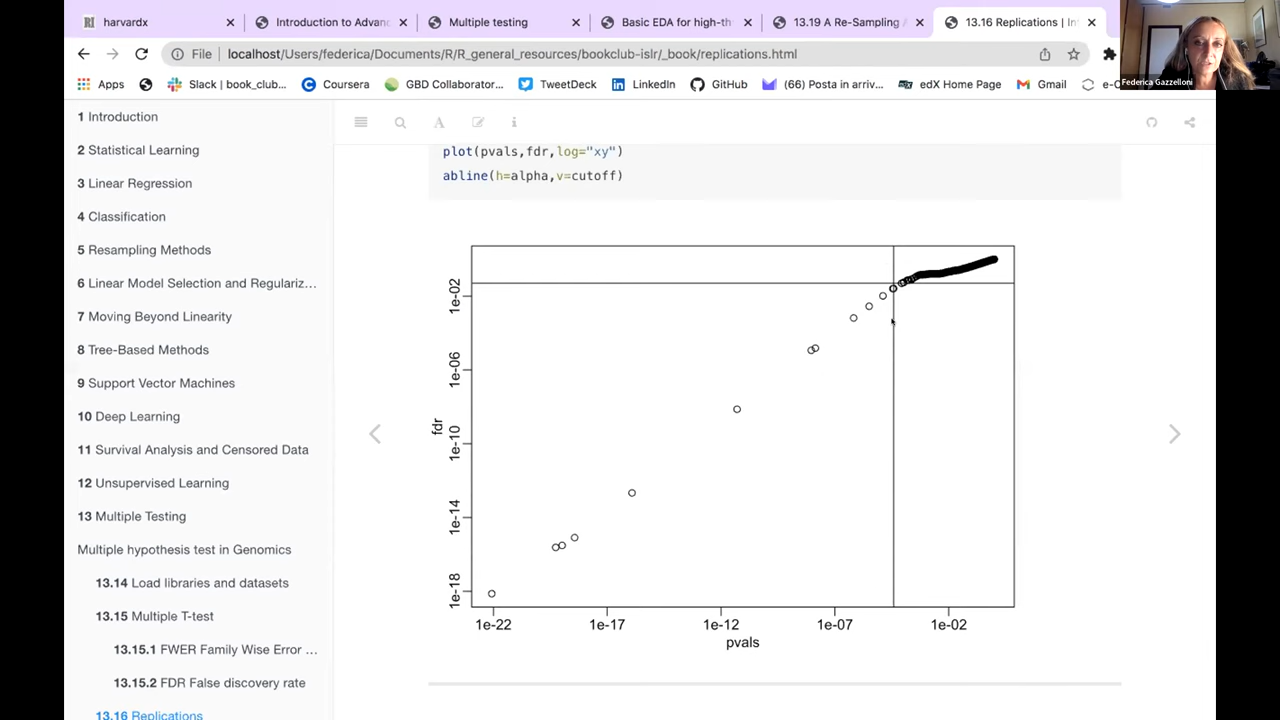 harvardx
Introduction to Advan
Multiple testing
Basic EDA for high-th
13.19 A Re-Sampling
13.16 Replications | In
File
localhost/Users/federica/Documents/R/R_general_resources/bookclub-islr/_book/replications.html
Apps
Slack | book_club...
Coursera
GBD Collaborator...
TweetDeck
LinkedIn
GitHub
(66) Posta in arriv...
edX Home Page
Gmail
Federica Gazzelloni
1 Introduction
2 Statistical Learning
3 Linear Regression
4 Classification
5 Resampling Methods
6 Linear Model Selection and Regulariz...
7 Moving Beyond Linearity
8 Tree-Based Methods
9 Support Vector Machines
10 Deep Learning
11 Survival Analysis and Censored Data
12 Unsupervised Learning
13 Multiple Testing
Multiple hypothesis test in Genomics
13.14 Load libraries and datasets
13.15 Multiple T-test
13.15.1 FWER Family Wise Error ...
13.15.2 FDR False discovery rate
13.16 Replications
plot(pvals,fdr,log="xy")
abline(h=alpha,v=cutoff)
fdr
1e-02
1e-06
1e-10
1e-14
1e-18
1e-22
1e-17
1e-12
1e-07
1e-02
pvals